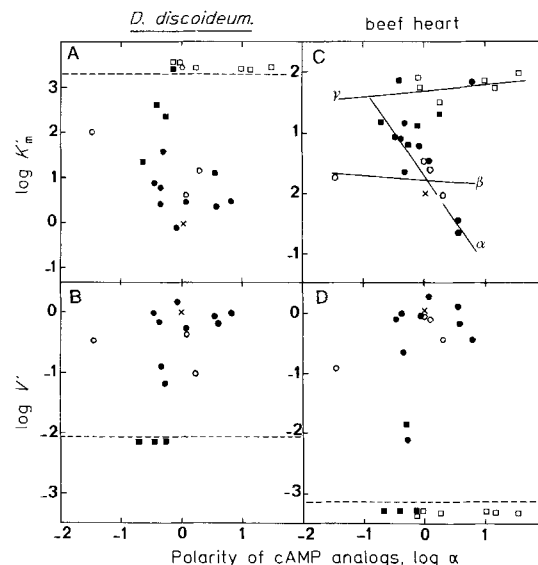 D. discoideum.
beef heart
A
3
2
1
0
-1
log K'm
C
2
1
2
-1
γ
β
α
B
0
-1
-2
-3
log V'
D
0
-1
-2
-3
-2 -1 0 1 -2 -1 0 1 2
Polarity of cAMP analogs, log α